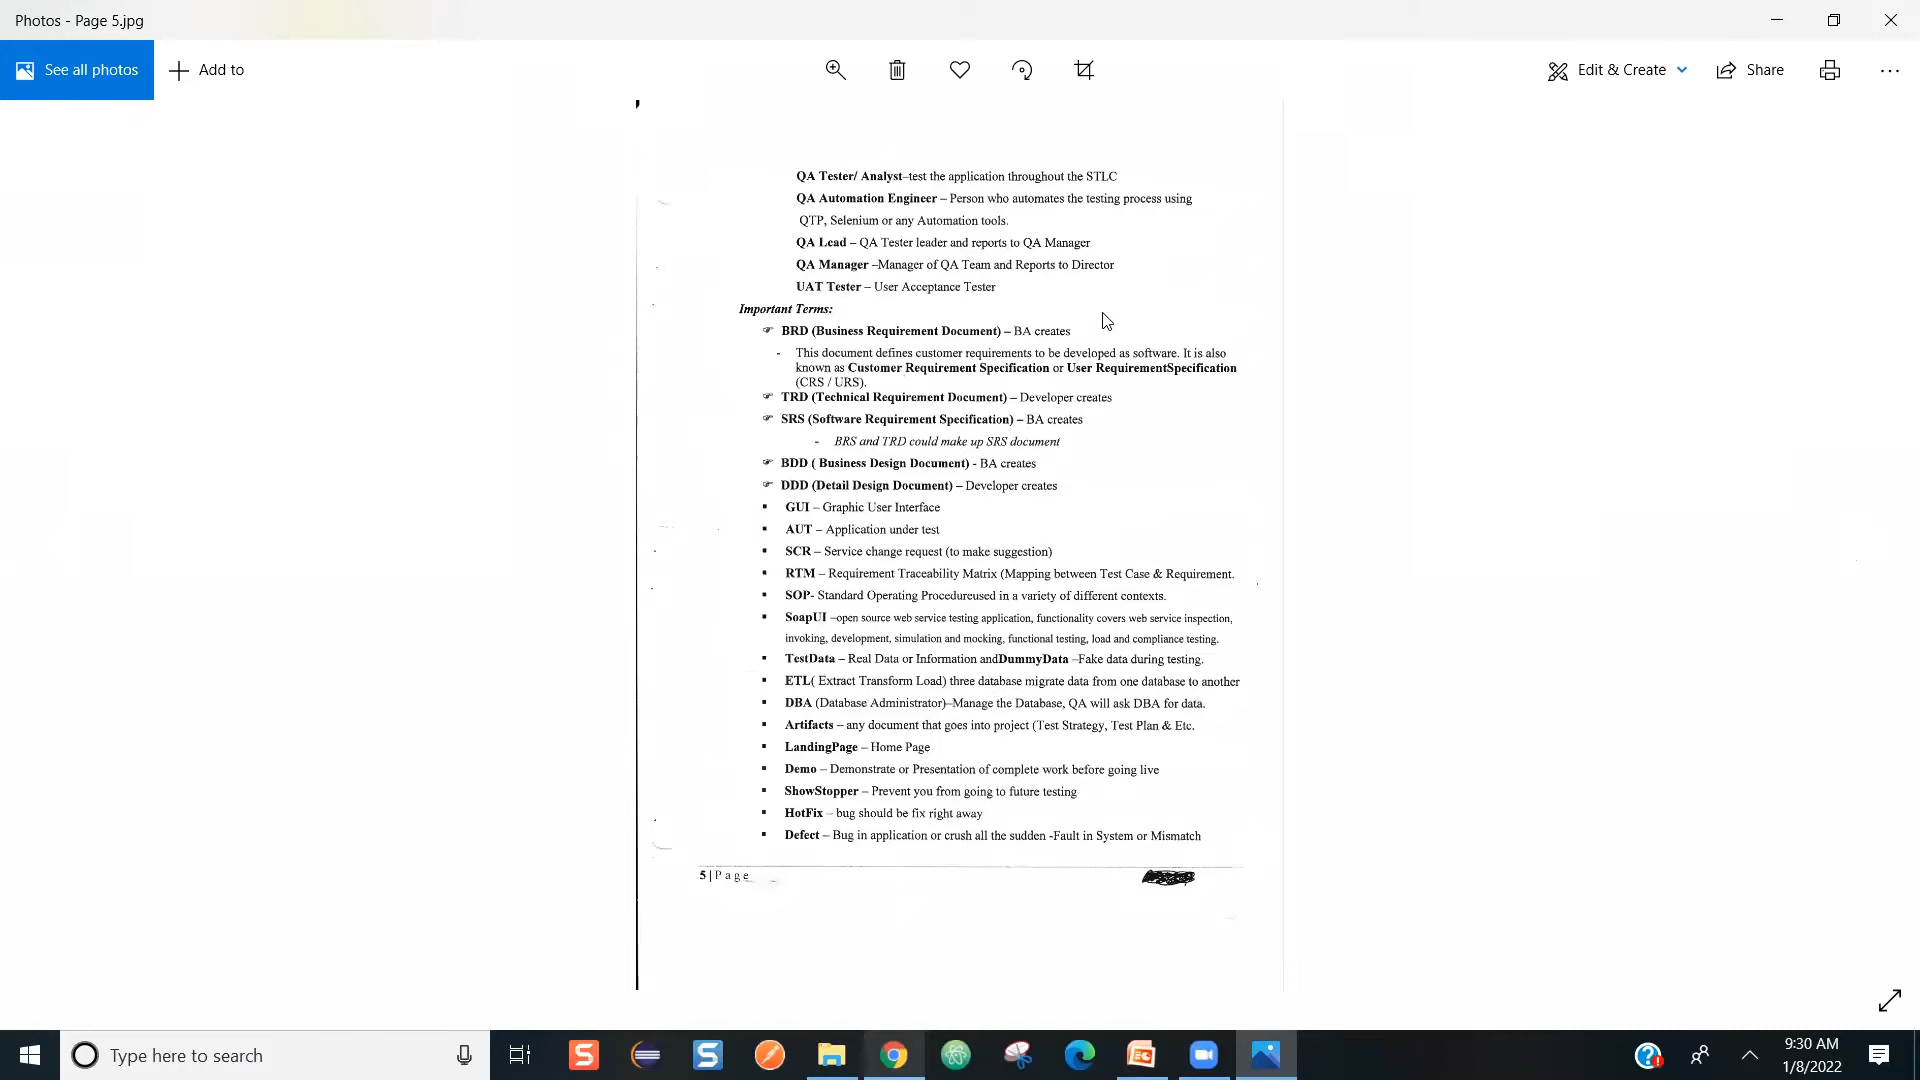 Photos - Page 5.jpg
See all photos
Add to
Edit & Create
Share
QA Tester/ Analyst–test the application throughout the STLC
QA Automation Engineer – Person who automates the testing process using
QTP, Selenium or any Automation tools.
QA Lead – QA Tester leader and reports to QA Manager
QA Manager –Manager of QA Team and Reports to Director
UAT Tester – User Acceptance Tester
Important Terms:
☞ BRD (Business Requirement Document) – BA creates
- This document defines customer requirements to be developed as software. It is also
known as Customer Requirement Specification or User RequirementSpecification
(CRS / URS).
☞ TRD (Technical Requirement Document) – Developer creates
☞ SRS (Software Requirement Specification) – BA creates
- BRS and TRD could make up SRS document
☞ BDD ( Business Design Document) - BA creates
☞ DDD (Detail Design Document) – Developer creates
▪ GUI – Graphic User Interface
▪ AUT – Application under test
▪ SCR – Service change request (to make suggestion)
▪ RTM – Requirement Traceability Matrix (Mapping between Test Case & Requirement.
▪ SOP- Standard Operating Procedureused in a variety of different contexts.
▪ SoapUI –open source web service testing application, functionality covers web service inspection,
invoking, development, simulation and mocking, functional testing, load and compliance testing.
▪ TestData – Real Data or Information andDummyData –Fake data during testing.
▪ ETL( Extract Transform Load) three database migrate data from one database to another
▪ DBA (Database Administrator)–Manage the Database, QA will ask DBA for data.
▪ Artifacts – any document that goes into project (Test Strategy, Test Plan & Etc.
▪ LandingPage – Home Page
▪ Demo – Demonstrate or Presentation of complete work before going live
▪ ShowStopper – Prevent you from going to future testing
▪ HotFix – bug should be fix right away
▪ Defect – Bug in application or crush all the sudden -Fault in System or Mismatch
5 | P a g e
Type here to search
9:30 AM
1/8/2022